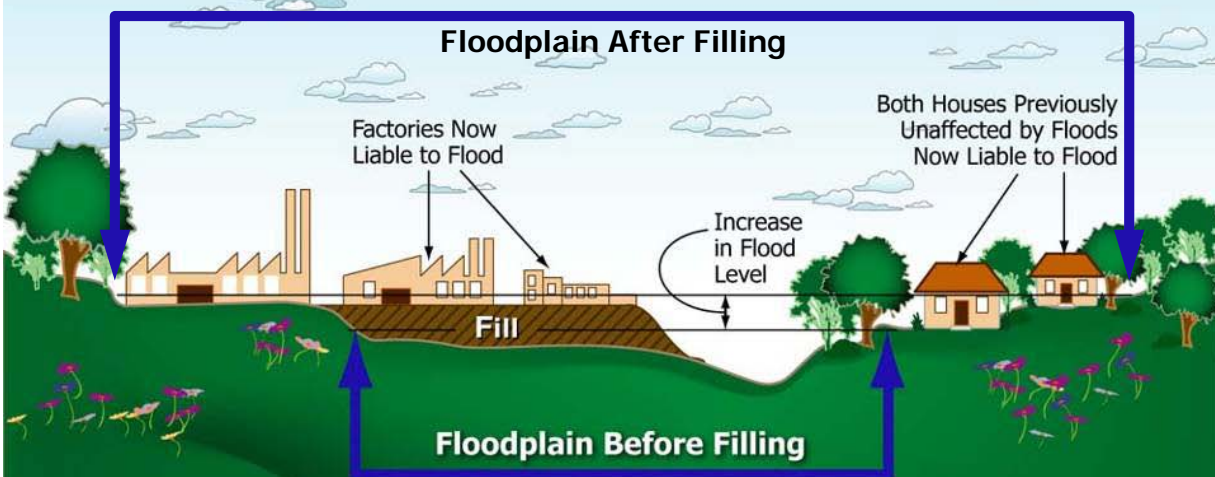 Floodplain After Filling
Factories Now
Liable to Flood
Both Houses Previously
Unaffected by Floods
Now Liable to Flood
Increase
in Flood
Level
Fill
Floodplain Before Filling